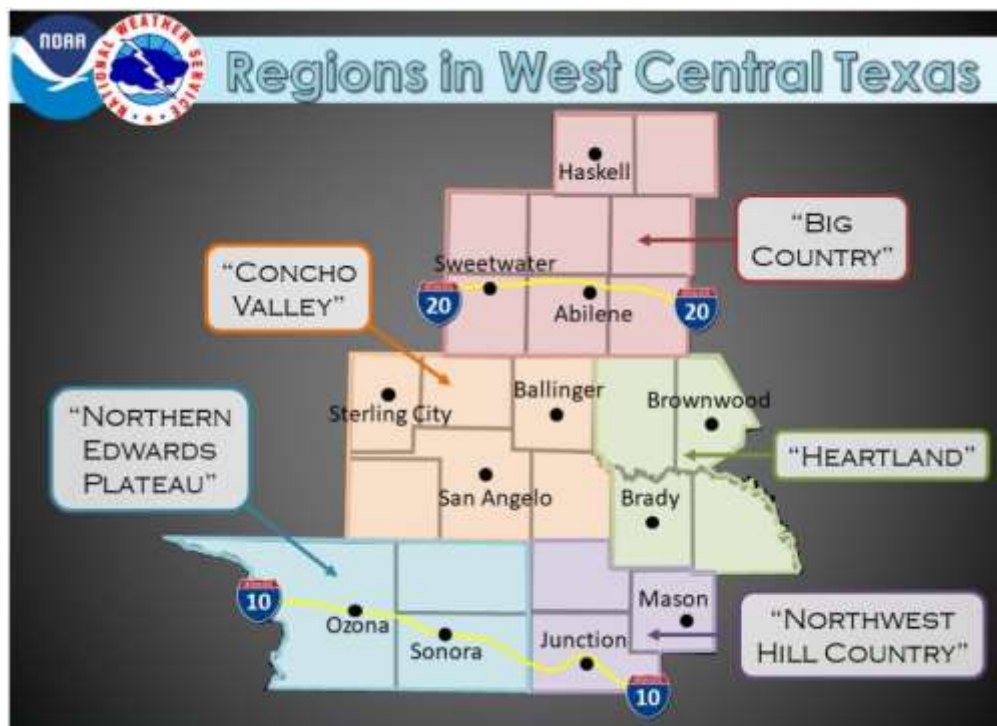 NOAA
NATIONAL WEATHER SERVICE
Regions in West Central Texas
Haskell
"BIG
COUNTRY"
"CONCHO
VALLEY"
Sweetwater
20
Abilene
20
Ballinger
Sterling City
Brownwood
"NORTHERN
EDWARDS
PLATEAU"
"HEARTLAND"
San Angelo
Brady
10
Ozona
Mason
Sonora
Junction
"NORTHWEST
HILL COUNTRY"
10